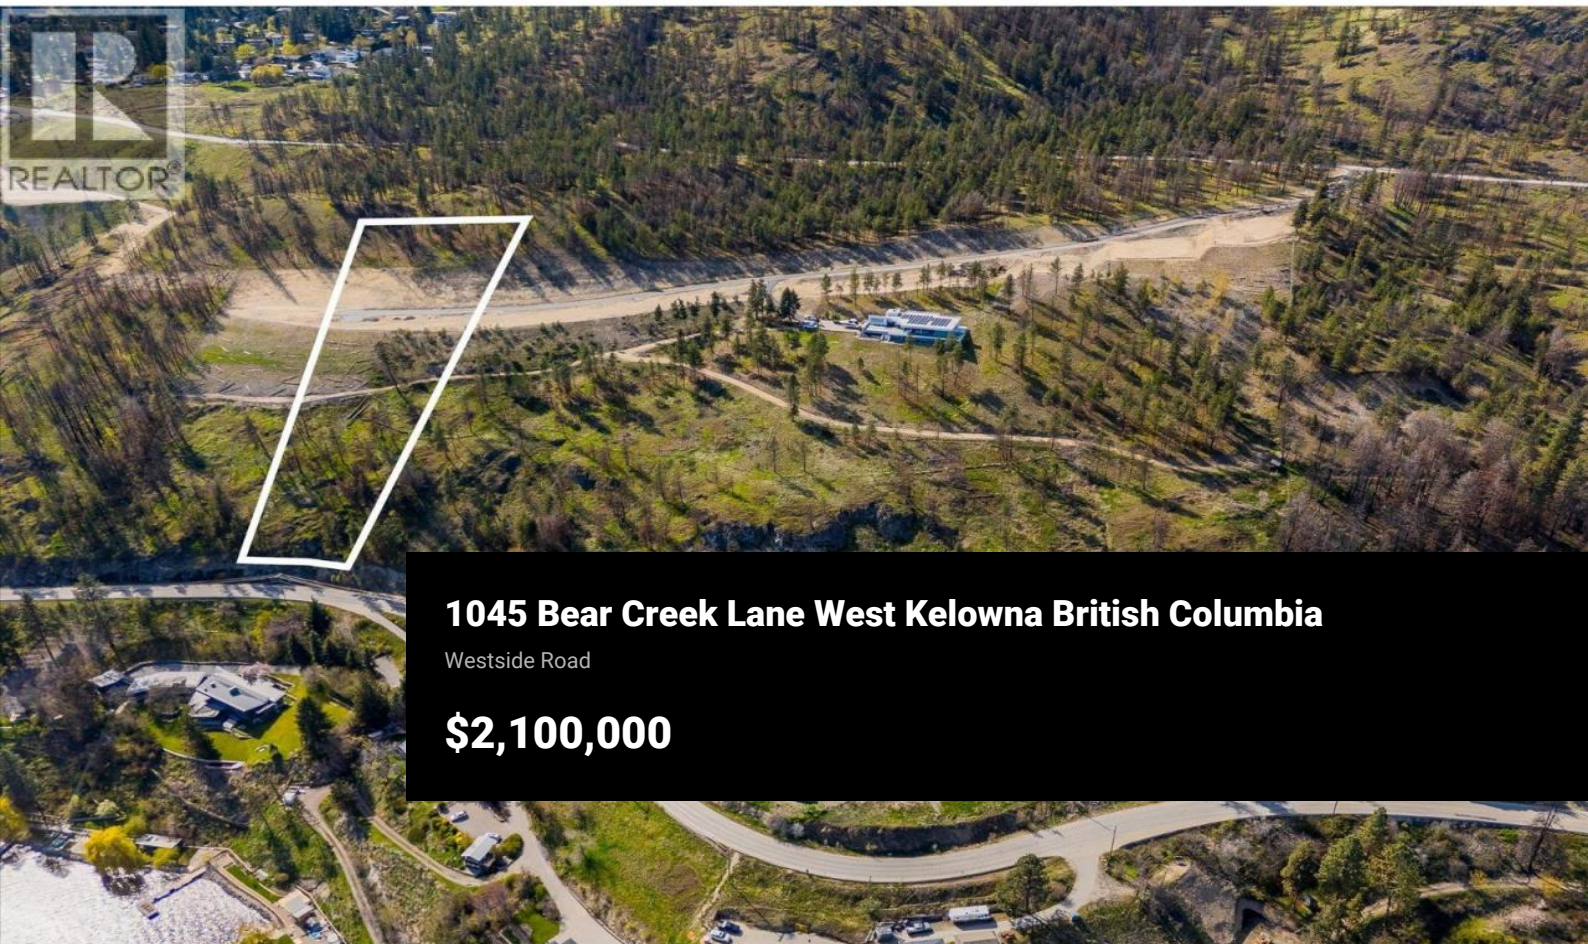 R
REALTOR®
1045 Bear Creek Lane West Kelowna British Columbia
Westside Road
$2,100,000